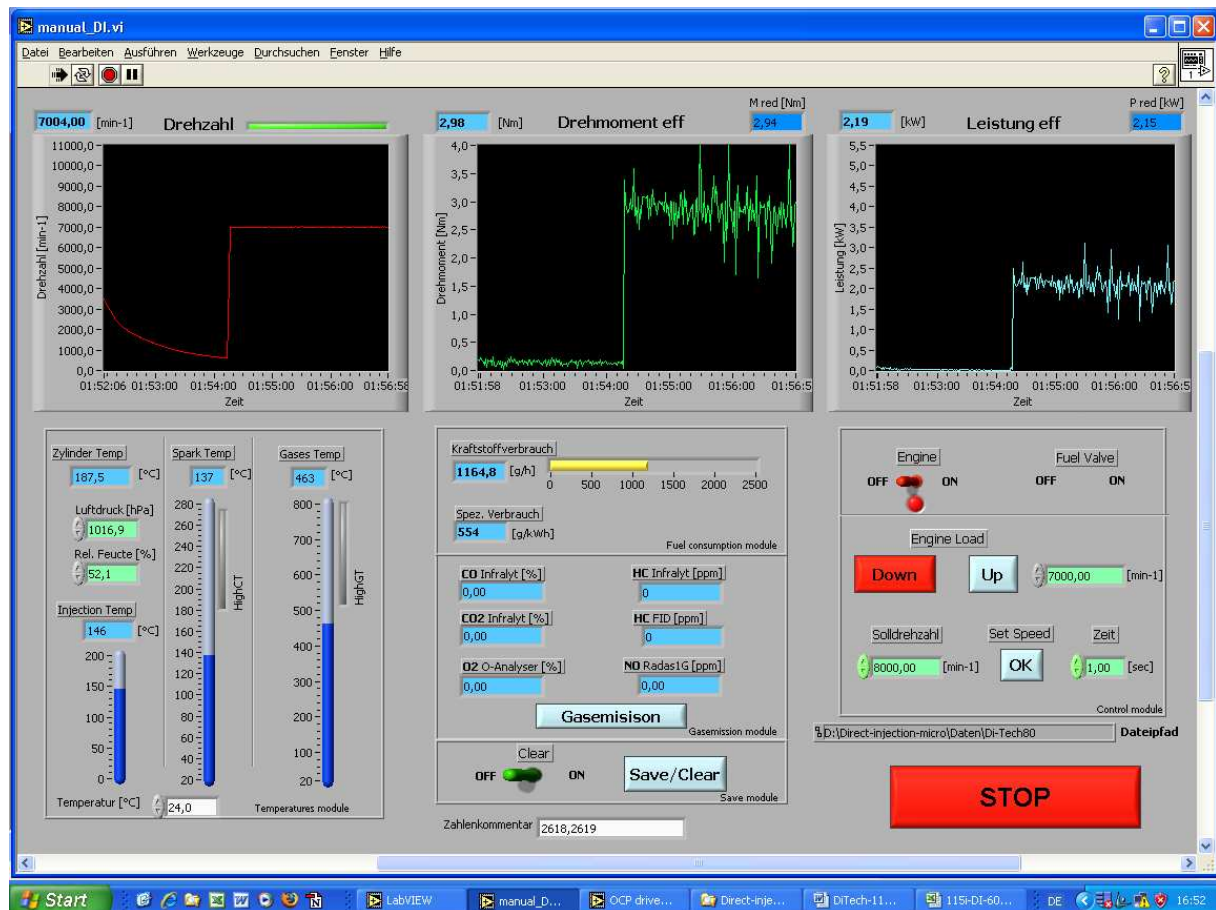 manual_DI.vi
Datei Bearbeiten Ausführen Werkzeuge Durchsuchen Fenster Hilfe
M red [Nm]
P red [kW]
7004,00 [min-1] Drehzahl
2,98 [Nm] Drehmoment eff 2,94
2,19 [kW] Leistung eff 2,15
11000,0
10000,0
9000,0
8000,0
7000,0
6000,0
5000,0
4000,0
3000,0
2000,0
1000,0
0,0
Drehzahl [min-1]
01:52:06 01:53:00 01:54:00 01:55:00 01:56:00 01:56:58
Zeit
4,0
3,5
3,0
2,5
2,0
1,5
1,0
0,5
0,0
Drehmoment [Nm]
01:51:58 01:53:00 01:54:00 01:55:00 01:56:00 01:56:5
Zeit
5,5
5,0
4,5
4,0
3,5
3,0
2,5
2,0
1,5
1,0
0,5
0,0
Leistung [kW]
01:51:58 01:53:00 01:54:00 01:55:00 01:56:00 01:56:5
Zeit
Zylinder Temp
187,5 [°C]
Luftdruck [hPa]
1016,9
Rel. Feuchte [%]
52,1
Injection Temp
146 [°C]
200
150
100
50
0
Temperatur [°C] 24,0
Spark Temp
137 [°C]
280
260
240
220
200
180
160
140
120
100
80
60
40
20
HighCT
Gases Temp
463 [°C]
800
700
600
500
400
300
200
100
20
HighGT
Temperatures module
Kraftstoffverbrauch
1164,8 [g/h]
0 500 1000 1500 2000 2500
Spez. Verbrauch
554 [g/kWh]
Fuel consumption module
CO Infralyt [%] HC Infralyt [ppm]
0,00 0
CO2 Infralyt [%] HC FID [ppm]
0,00 0
O2 O-Analyser [%] NO Radas1G [ppm]
0,00 0,00
Gasemisison
Gasemission module
Clear
OFF ON Save/Clear
Save module
Zahlenkommentar 2618,2619
Engine Fuel Valve
OFF ON OFF ON
Engine Load
Down Up 7000,00 [min-1]
Solldrehzahl Set Speed Zeit
8000,00 [min-1] OK 1,00 [sec]
Control module
D:\Direct-injection-micro\Daten\Di-Tech80 Dateipfad
STOP
Start LabVIEW manual_D... OCP drive... Direct-inje... DiTech-11... 115i-DI-60... DE 16:52